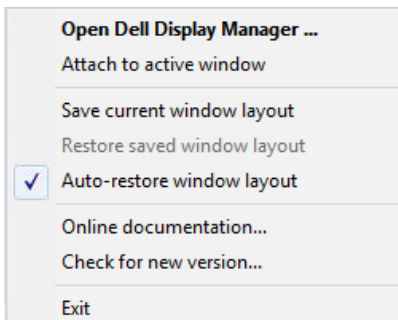 Open Dell Display Manager ...
Attach to active window
Save current window layout
Restore saved window layout
Auto-restore window layout
Online documentation...
Check for new version...
Exit